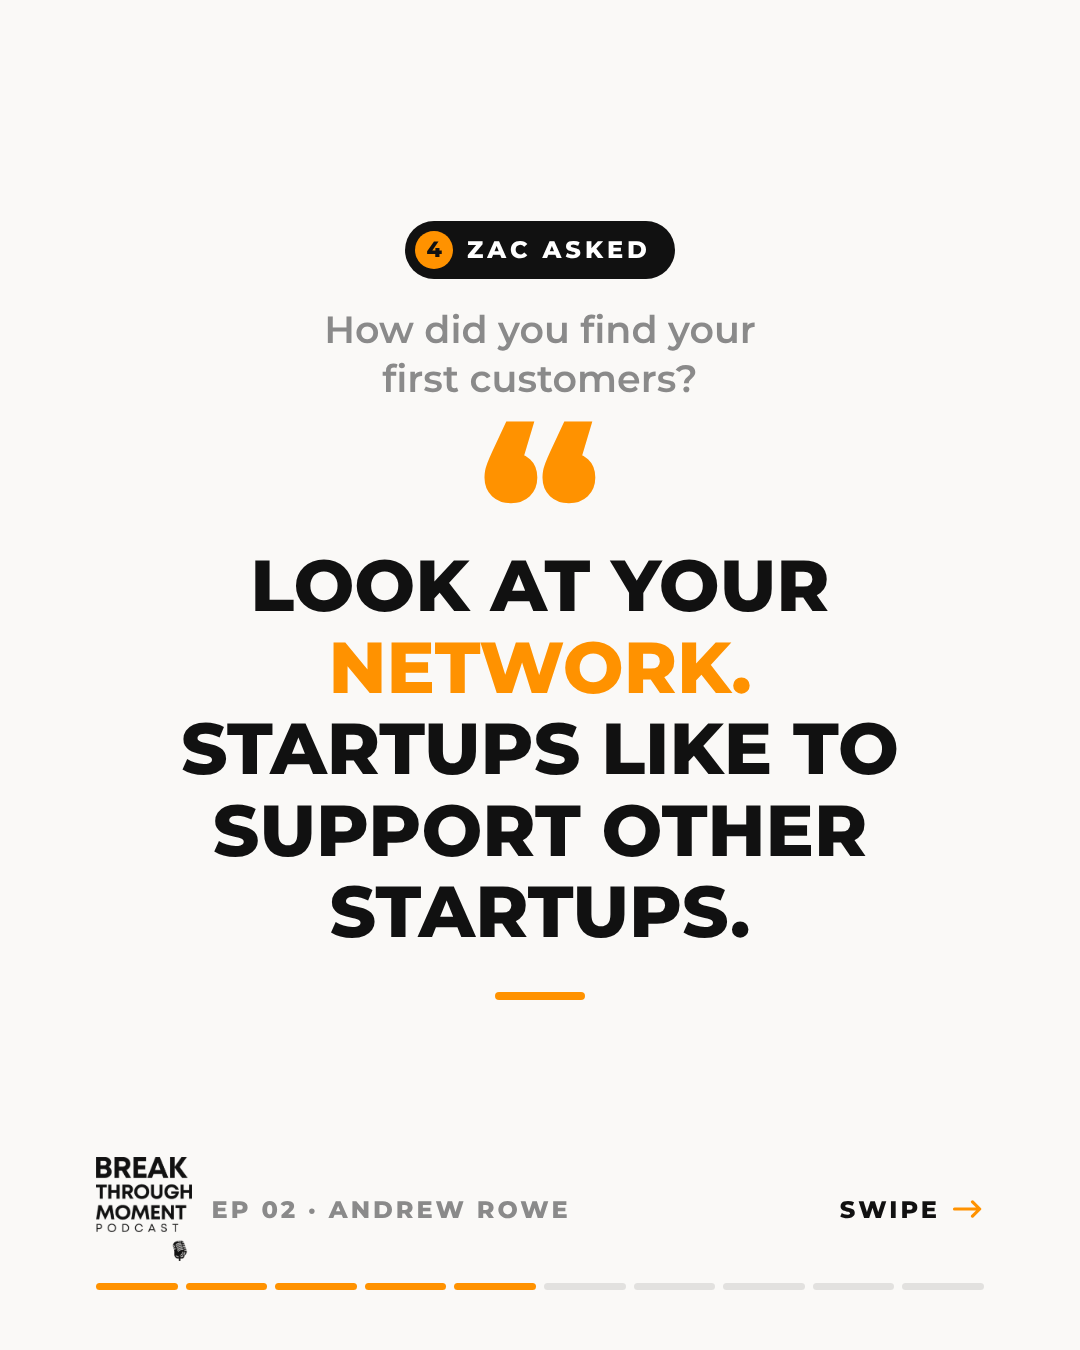 4 ZAC ASKED
How did you find your
first customers?
“
LOOK AT YOUR
NETWORK.
STARTUPS LIKE TO
SUPPORT OTHER
STARTUPS.
BREAK
THROUGH
MOMENT
PODCAST
EP 02 · ANDREW ROWE
SWIPE →